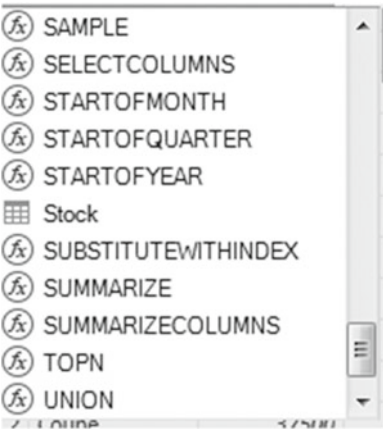 SAMPLE
SELECTCOLUMNS
STARTOFMONTH
STARTOFQUARTER
STARTOFYEAR
Stock
SUBSTITUTEWITHINDEX
SUMMARIZE
SUMMARIZECOLUMNS
TOPN
UNION